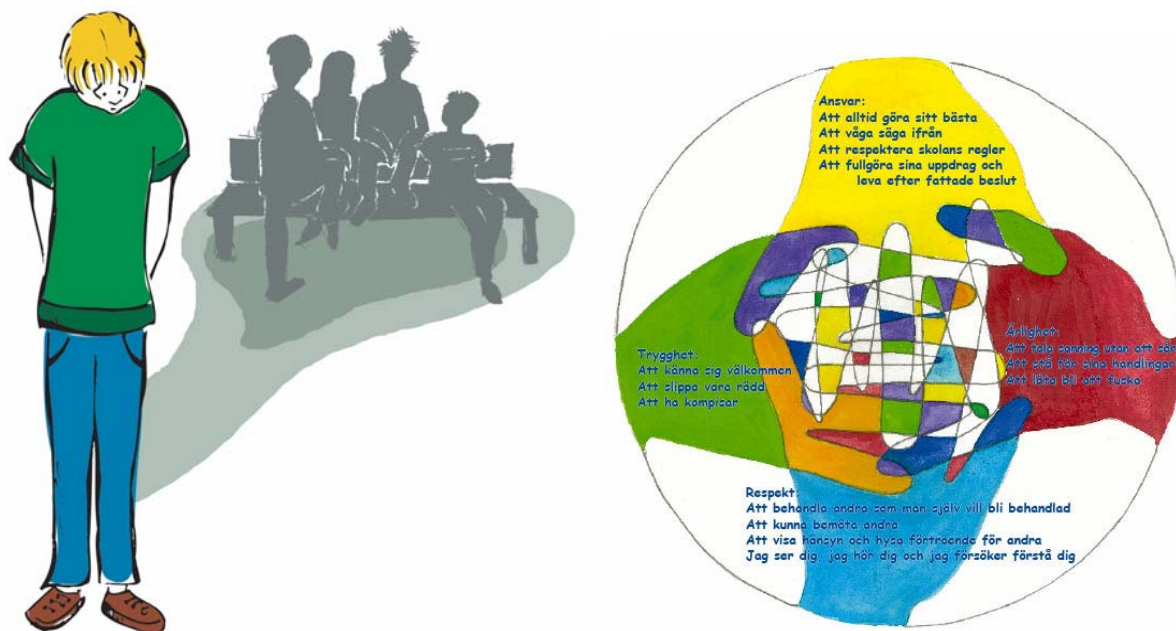 Ansvar:
Att alltid göra sitt bästa
Att våga säga ifrån
Att respektera skolans regler
Att fullgöra sina uppdrag och
leva efter fattade beslut
Trygghet:
Att känna sig välkommen
Att slippa vara rädd
Att ha kompisar
Ärlighet:
Att tala sanning utan att
Att stå för sina handlingar
Att låta bli att fuska
Respekt:
Att behandla andra som man själv vill bli behandlad
Att kunna bemöta andra
Att visa hänsyn och hysa förtroende för andra
Jag ser dig, jag hör dig och jag försöker förstå dig